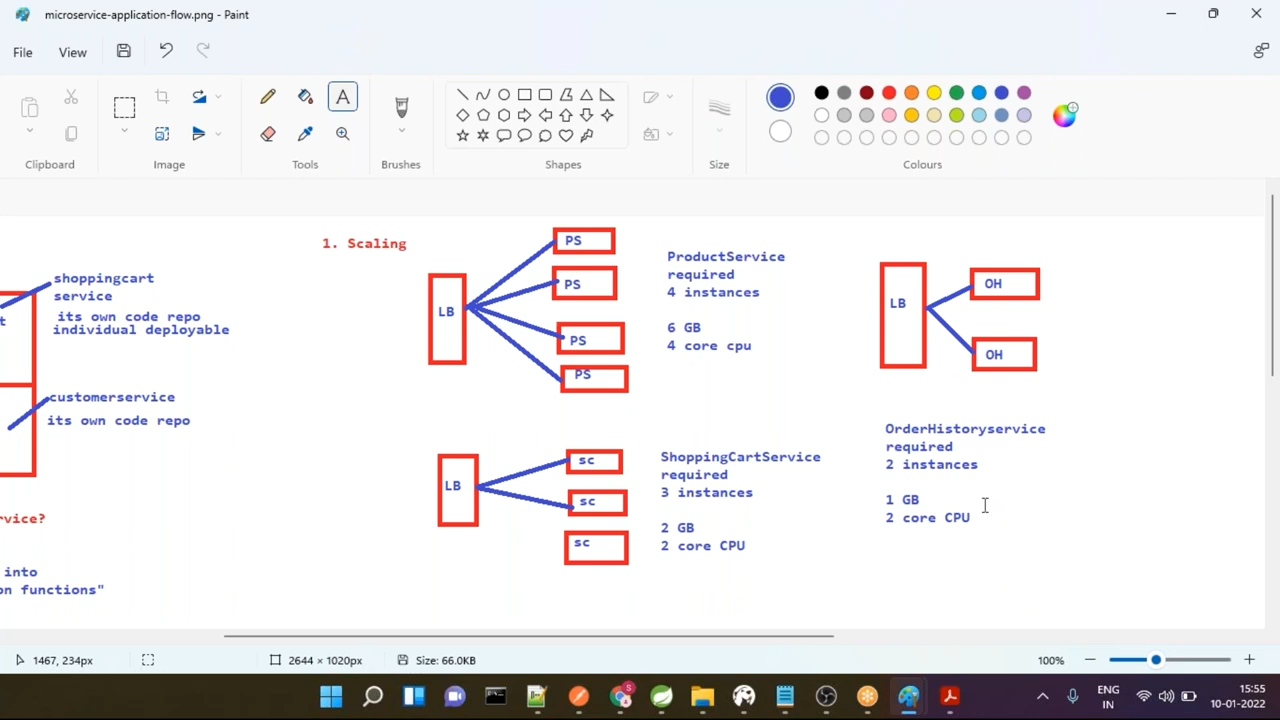 microservice-application-flow.png - Paint
File
View
Clipboard
Image
Tools
Brushes
Shapes
Size
Colours
1. Scaling
shoppingcart
service
its own code repo
individual deployable
t
customerservice
its own code repo
rvice?
into
on functions"
LB
PS
PS
PS
PS
ProductService
required
4 instances
6 GB
4 core cpu
LB
OH
OH
OrderHistoryservice
required
2 instances
1 GB
2 core CPU
LB
sc
sc
sc
ShoppingCartService
required
3 instances
2 GB
2 core CPU
1467, 234px
2644 × 1020px
Size: 66.0KB
100%
S
ENG
IN
15:55
10-01-2022